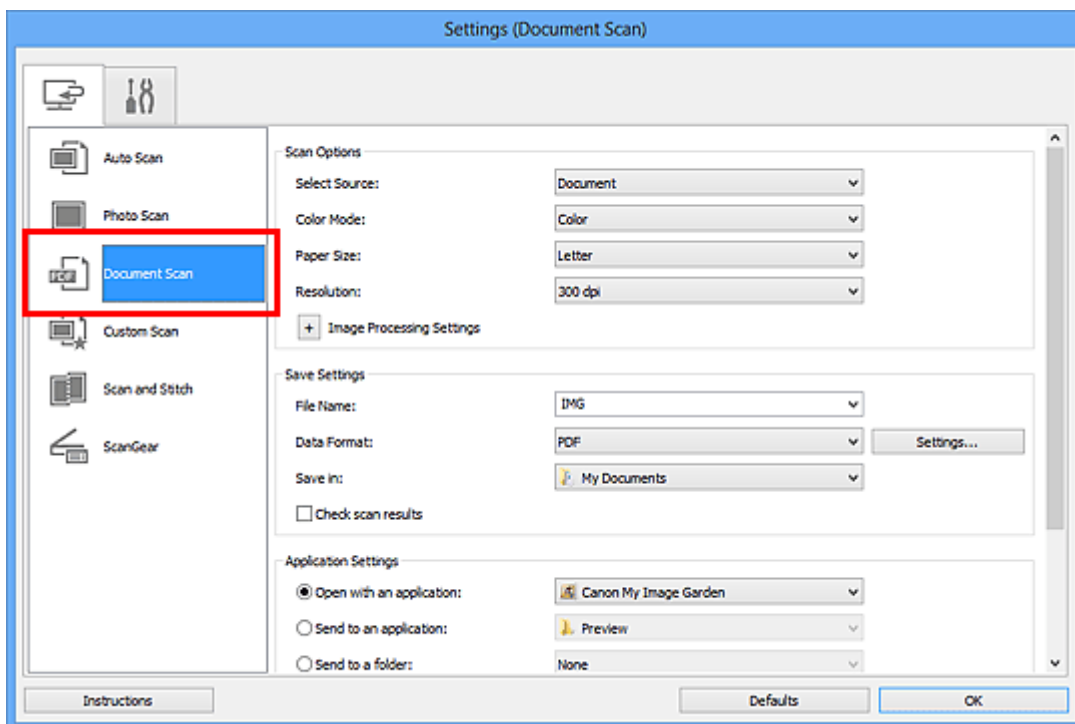 Settings (Document Scan)
Auto Scan
Photo Scan
PDF
Document Scan
Custom Scan
Scan and Stitch
ScanGear
Scan Options
Select Source: Document
Color Mode: Color
Paper Size: Letter
Resolution: 300 dpi
+ Image Processing Settings
Save Settings
File Name: IMG
Data Format: PDF Settings...
Save in: My Documents
Check scan results
Application Settings
Open with an application: Canon My Image Garden
Send to an application: Preview
Send to a folder: None
Instructions Defaults OK